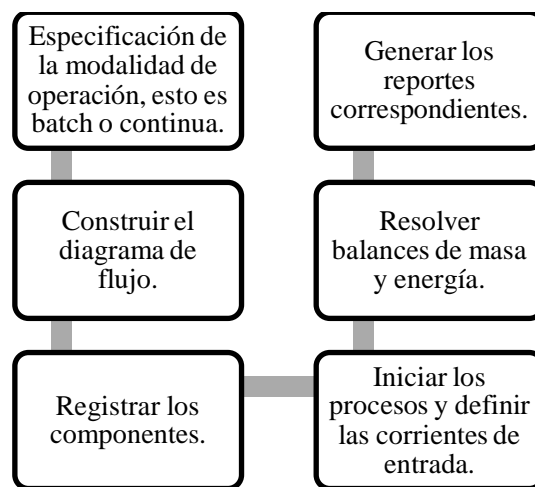 Especificación de
la modalidad de
operación, esto es
batch o continua.
Construir el
diagrama de
flujo.
Registrar los
componentes.
Iniciar los
procesos y definir
las corrientes de
entrada.
Resolver
balances de masa
y energía.
Generar los
reportes
correspondientes.